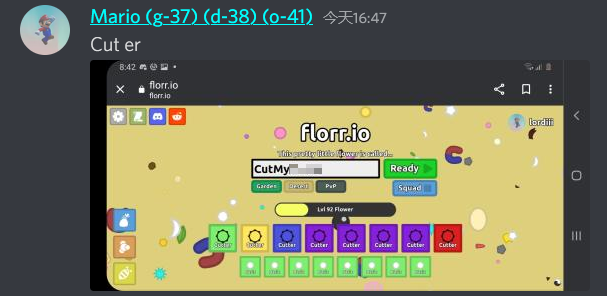 Mario (g-37) (d-38) (o-41) 今天16:47
Cut er
8:42
florr.io
florr.io
lordiii
florr.io
This pretty little flower is called...
CutMy
Ready
Garden Desert PvP
Squad
Lvl 92 Flower
Cutter Cutter Cutter Cutter Cutter Cutter Cutter Cutter